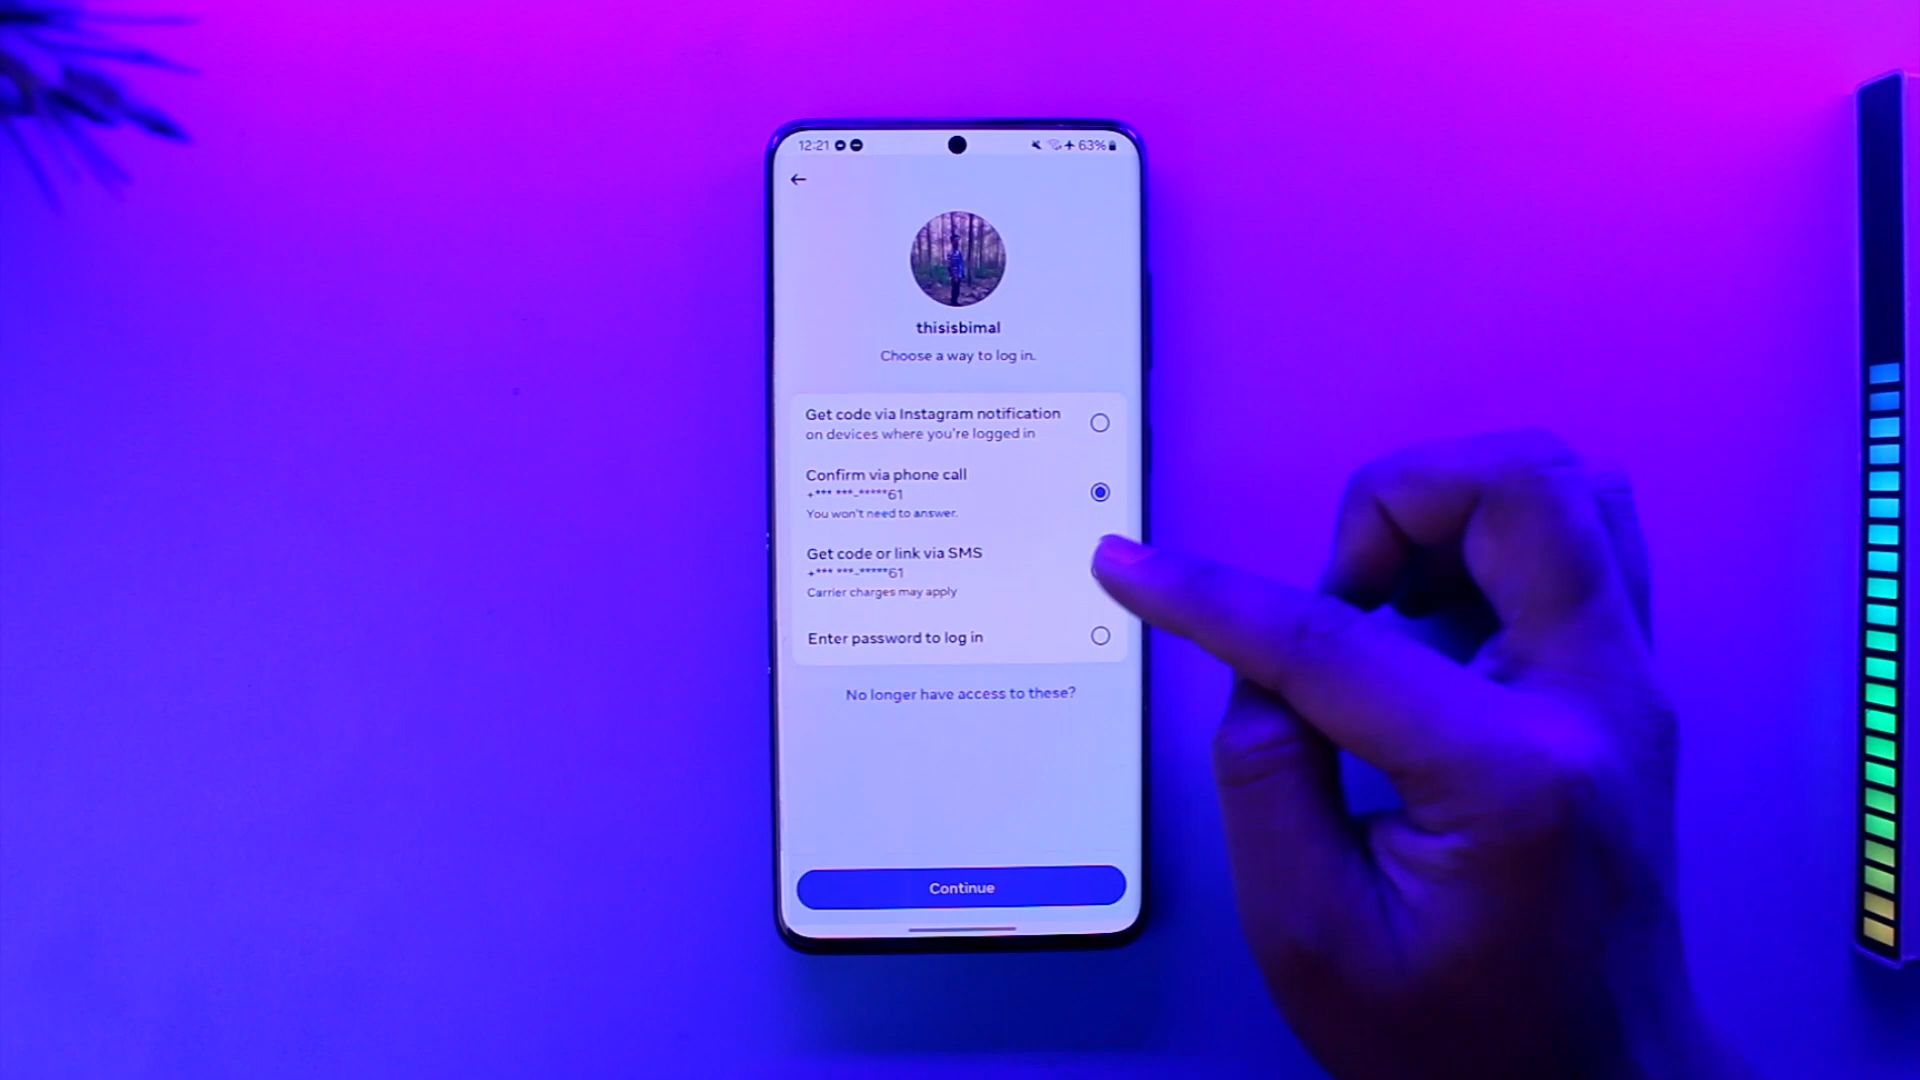 12:21 63%
thisisbimal
Choose a way to log in.
Get code via Instagram notification
on devices where you're logged in
Confirm via phone call
+*** ***-*****61
You won't need to answer.
Get code or link via SMS
+*** ***-*****61
Carrier charges may apply
Enter password to log in
No longer have access to these?
Continue